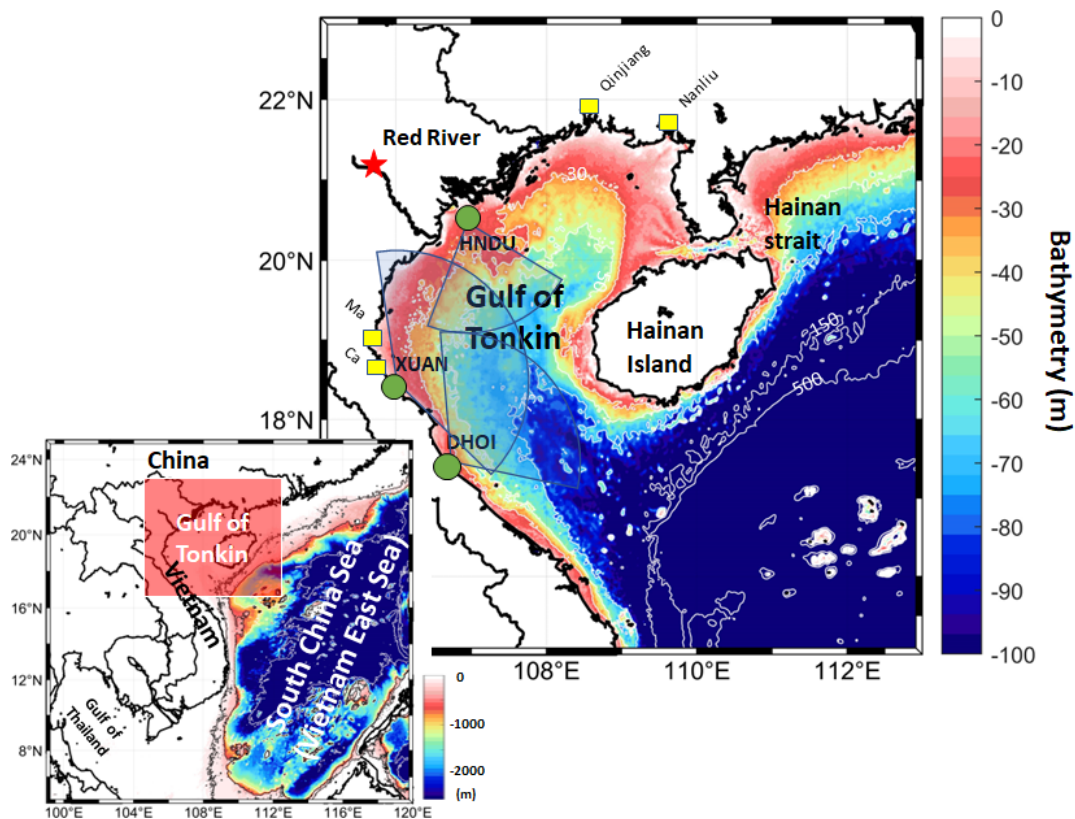 0
-10
-20
-30
-40
-50
-60
-70
-80
-90
-100
Bathymetry (m)
22°N
20°N
18°N
108°E
110°E
112°E
Qinjiang
Nanliu
Red River
30
HNDU
Hainan
strait
Gulf of
Tonkin
50
Hainan
Island
Ma
Ca
XUAN
DHOI
150
500
24°N
20°N
16°N
12°N
8°N
100°E
104°E
108°E
112°E
116°E
120°E
China
Gulf of
Tonkin
Vietnam
South China Sea
(Vietnam East Sea)
Gulf of
Thailand
0
-1000
-2000
(m)